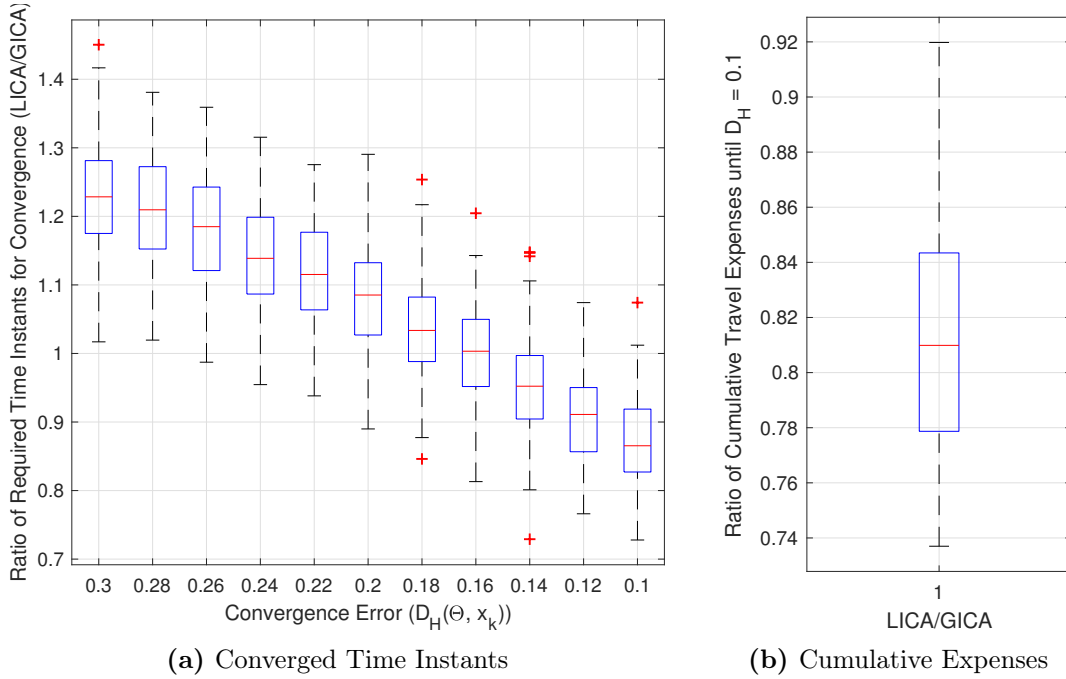 Ratio of Required Time Instants for Convergence (LICA/GICA)
1.4
1.3
1.2
1.1
1
0.9
0.8
0.7
0.3 0.28 0.26 0.24 0.22 0.2 0.18 0.16 0.14 0.12 0.1
Convergence Error (D_H(Θ, x_k))
(a) Converged Time Instants
Ratio of Cumulative Travel Expenses until D_H = 0.1
0.92
0.9
0.88
0.86
0.84
0.82
0.8
0.78
0.76
0.74
1
LICA/GICA
(b) Cumulative Expenses